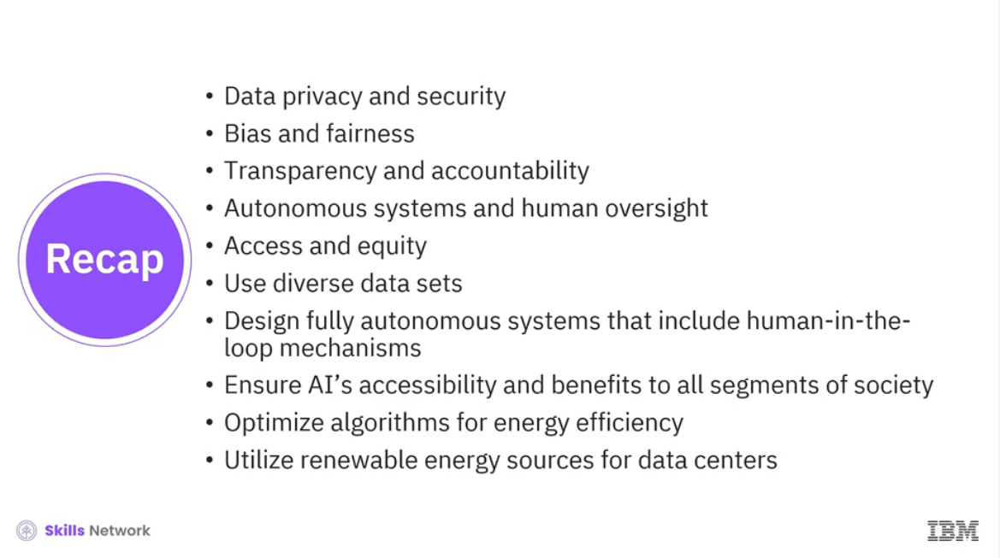 Recap
• Data privacy and security
• Bias and fairness
• Transparency and accountability
• Autonomous systems and human oversight
• Access and equity
• Use diverse data sets
• Design fully autonomous systems that include human-in-the-
loop mechanisms
• Ensure AI’s accessibility and benefits to all segments of society
• Optimize algorithms for energy efficiency
• Utilize renewable energy sources for data centers
Skills Network
IBM